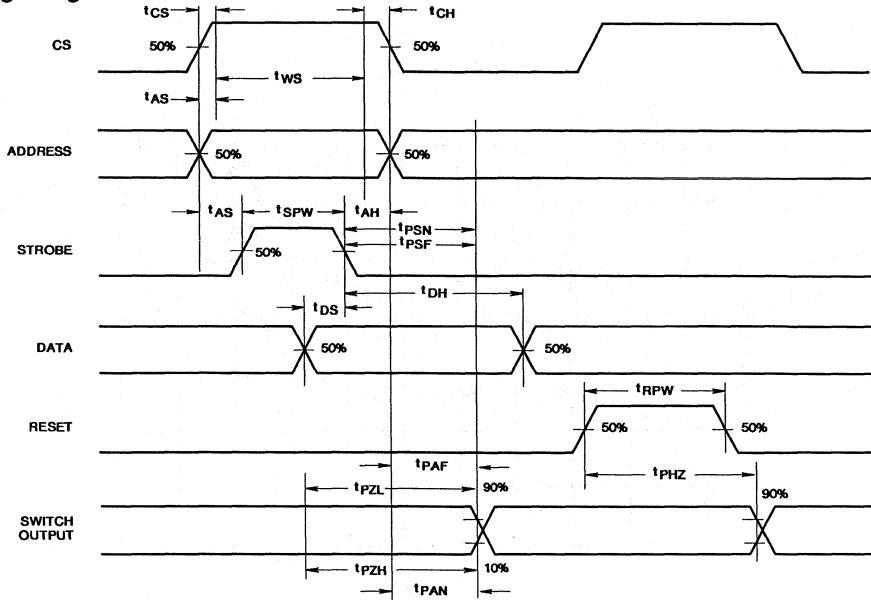 tCS
tCH
CS
50%
50%
tWS
tAS
ADDRESS
50%
50%
tAS
tSPW
tAH
tPSN
tPSF
STROBE
50%
tDH
tDS
DATA
50%
50%
tRPW
RESET
50%
50%
tPAF
tPHZ
tPZL
90%
90%
SWITCH
OUTPUT
tPZH
10%
tPAN